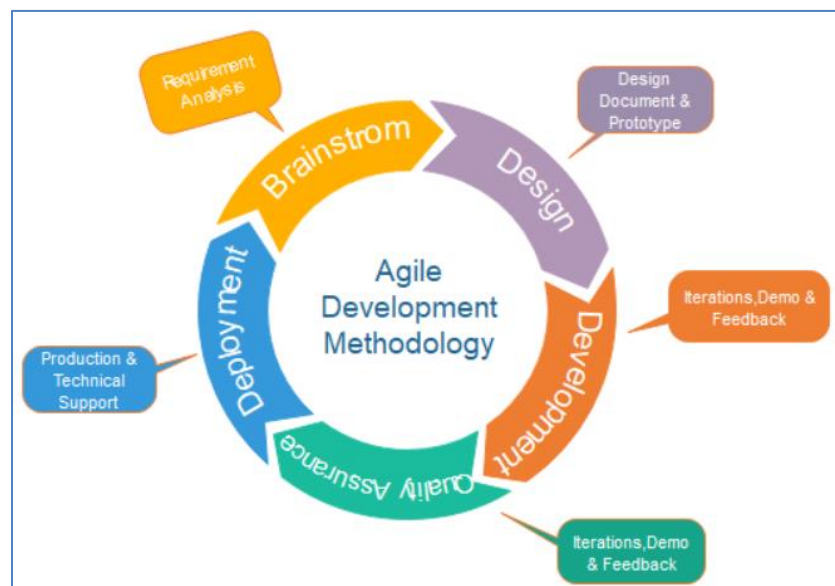 Requirement
Analysis
Brainstrom
Design
Document &
Prototype
Design
Agile
Development
Methodology
Iterations,Demo &
Feedback
Development
Deployment
Production &
Technical
Support
Quality Assurance
Iterations,Demo
& Feedback